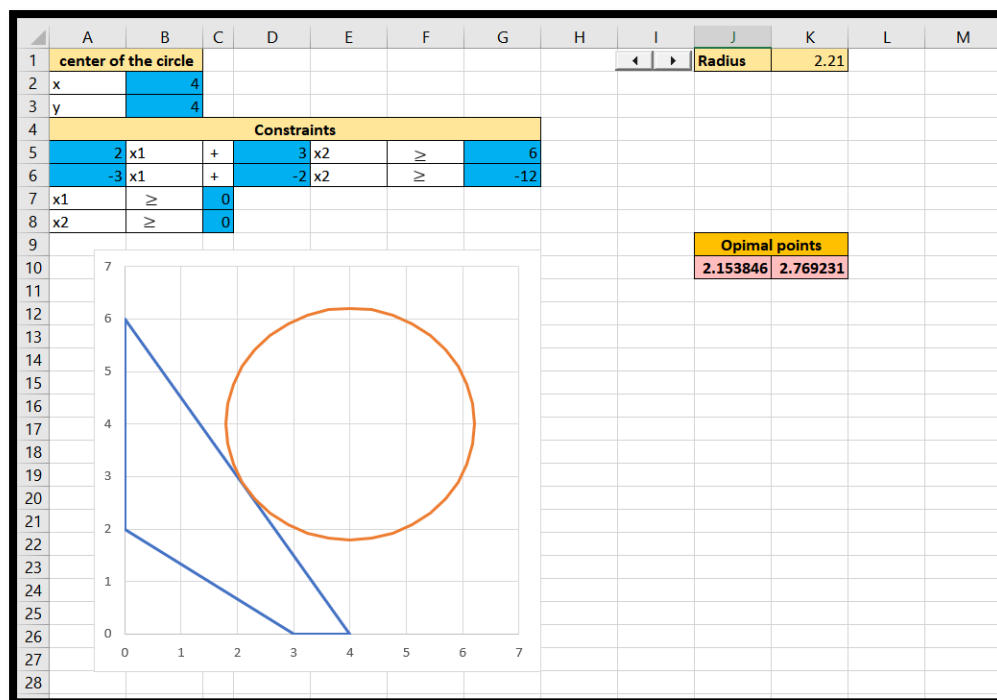 A B C D E F G H I J K L M
1 center of the circle Radius 2.21
2 x 4
3 y 4
4 Constraints
5 2 x1 + 3 x2 ≥ 6
6 -3 x1 + -2 x2 ≥ -12
7 x1 ≥ 0
8 x2 ≥ 0
9 Opimal points
10 2.153846 2.769231
11
12
13
14
15
16
17
18
19
20
21
22
23
24
25
26
27
28
7
6
5
4
3
2
1
0
0 1 2 3 4 5 6 7